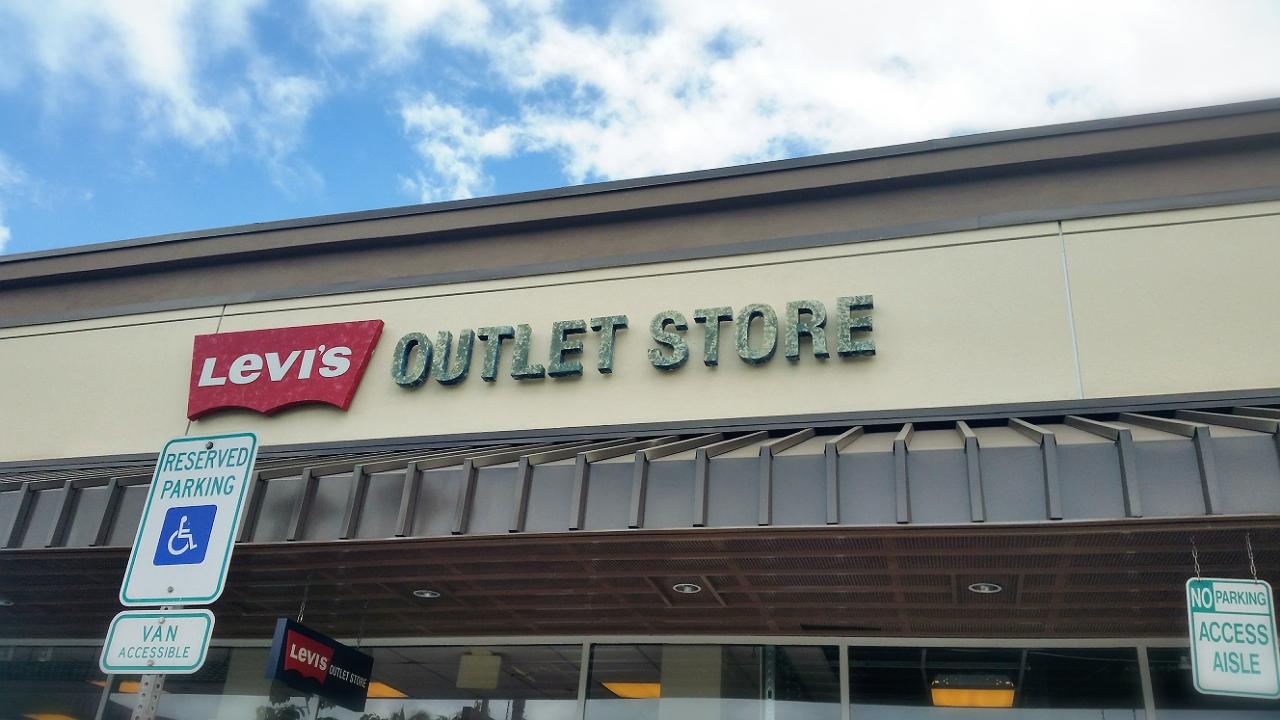 Levi's OUTLET STORE
RESERVED
PARKING
VAN
ACCESSIBLE
Levi's OUTLET STORE
NO PARKING
ACCESS
AISLE